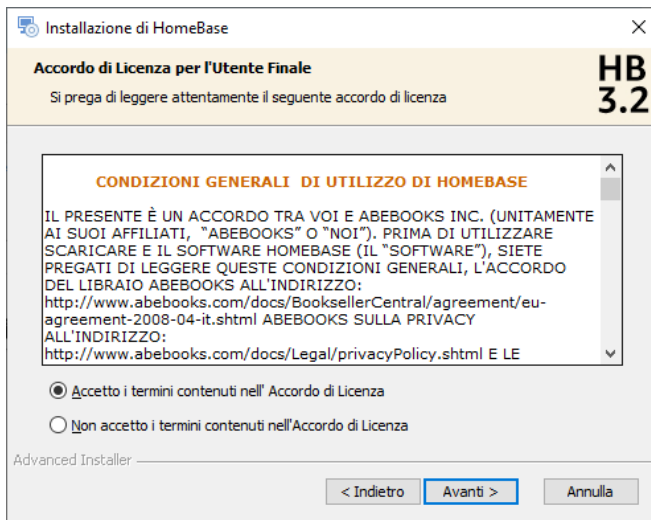 Installazione di HomeBase
Accordo di Licenza per l'Utente Finale
Si prega di leggere attentamente il seguente accordo di licenza
HB
3.2
CONDIZIONI GENERALI DI UTILIZZO DI HOMEBASE
IL PRESENTE È UN ACCORDO TRA VOI E ABEBOOKS INC. (UNITAMENTE
AI SUOI AFFILIATI, “ABEBOOKS” O “NOI”). PRIMA DI UTILIZZARE
SCARICARE E IL SOFTWARE HOMEBASE (IL “SOFTWARE”), SIETE
PREGATI DI LEGGERE QUESTE CONDIZIONI GENERALI, L'ACCORDO
DEL LIBRAIO ABEBOOKS ALL'INDIRIZZO:
http://www.abebooks.com/docs/BooksellerCentral/agreement/eu-
agreement-2008-04-it.shtml ABEBOOKS SULLA PRIVACY
ALL'INDIRIZZO:
http://www.abebooks.com/docs/Legal/privacyPolicy.shtml E LE
Accetto i termini contenuti nell' Accordo di Licenza
Non accetto i termini contenuti nell'Accordo di Licenza
Advanced Installer
< Indietro
Avanti >
Annulla